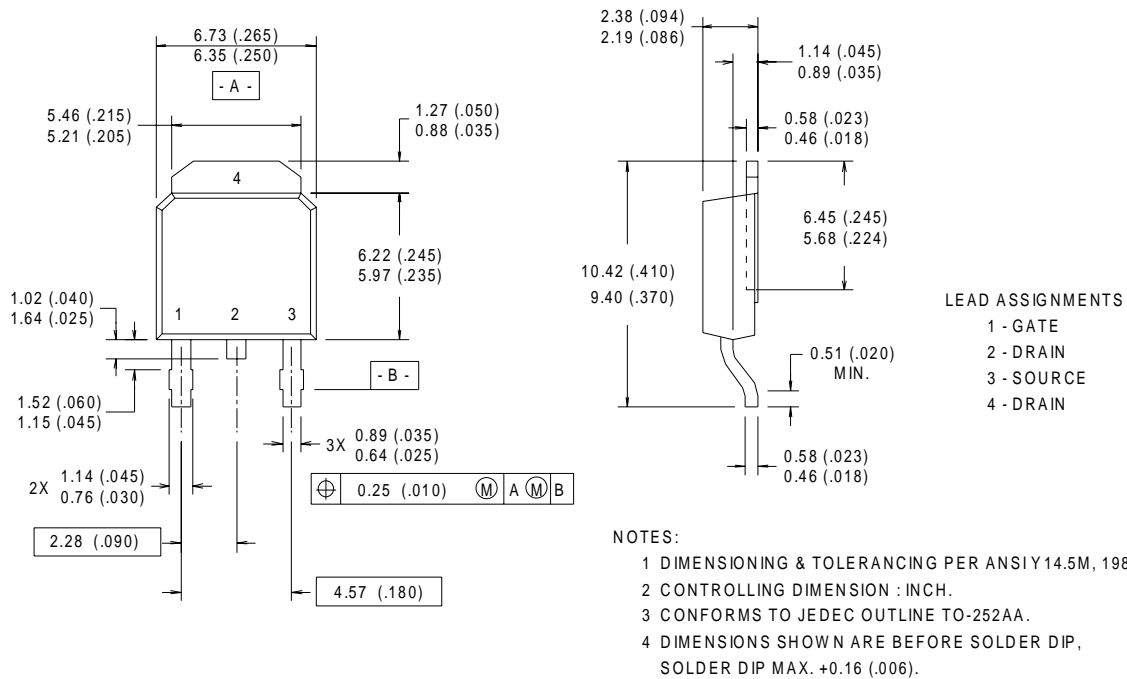 6.73 (.265)
6.35 (.250)
- A -
5.46 (.215)
5.21 (.205)
1.27 (.050)
0.88 (.035)
4
6.22 (.245)
5.97 (.235)
1.02 (.040)
1.64 (.025)
1 2 3
- B -
1.52 (.060)
1.15 (.045)
3X 0.89 (.035)
0.64 (.025)
2X 1.14 (.045)
0.76 (.030)
⌖ 0.25 (.010) Ⓜ A Ⓜ B
2.28 (.090)
4.57 (.180)
2.38 (.094)
2.19 (.086)
1.14 (.045)
0.89 (.035)
0.58 (.023)
0.46 (.018)
6.45 (.245)
5.68 (.224)
10.42 (.410)
9.40 (.370)
0.51 (.020)
MIN.
0.58 (.023)
0.46 (.018)
LEAD ASSIGNMENTS
1 - GATE
2 - DRAIN
3 - SOURCE
4 - DRAIN
NOTES:
1 DIMENSIONING & TOLERANCING PER ANSI Y14.5M, 198
2 CONTROLLING DIMENSION : INCH.
3 CONFORMS TO JEDEC OUTLINE TO-252AA.
4 DIMENSIONS SHOWN ARE BEFORE SOLDER DIP,
SOLDER DIP MAX. +0.16 (.006).